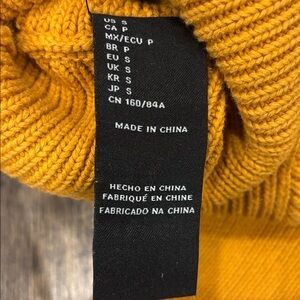 US S
CA P
MX/ECU P
BR P
EU S
UK S
KR S
JP S
CN 160/84A
MADE IN CHINA
HECHO EN CHINA
FABRIQUÉ EN CHINE
FABRICADO NA CHINA